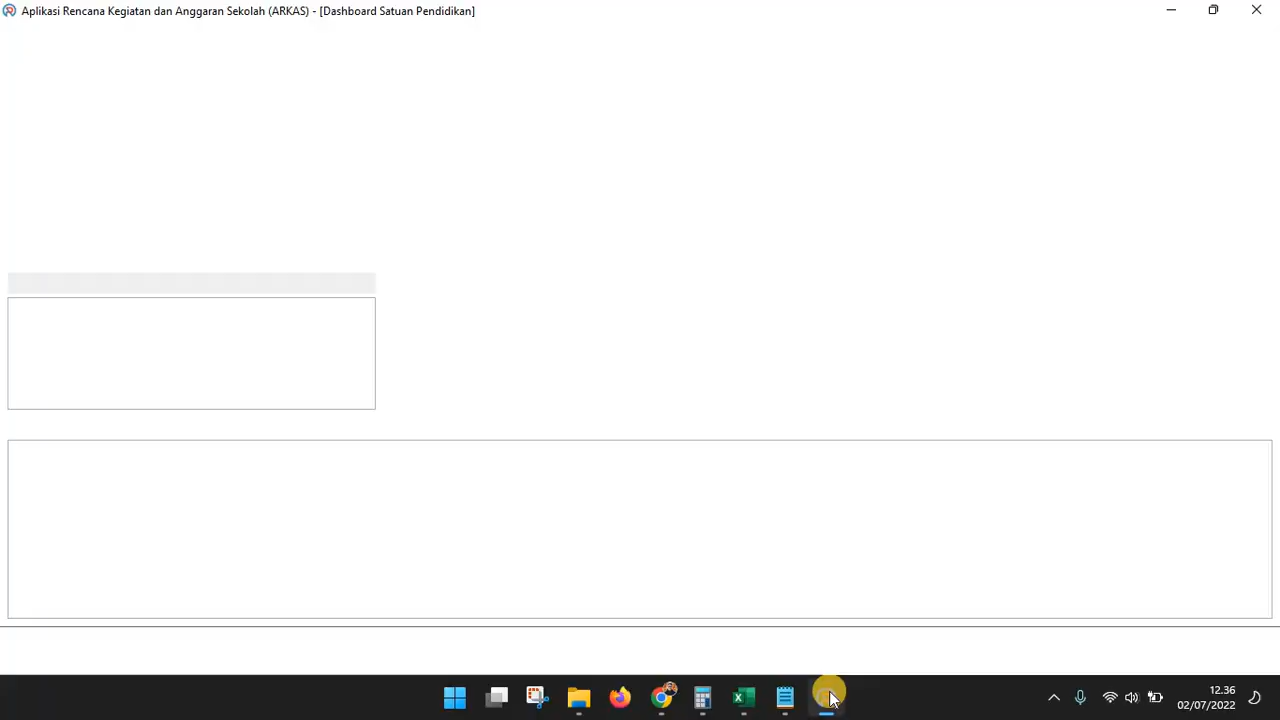 Aplikasi Rencana Kegiatan dan Anggaran Sekolah (ARKAS) - [Dashboard Satuan Pendidikan]
12.36
02/07/2022